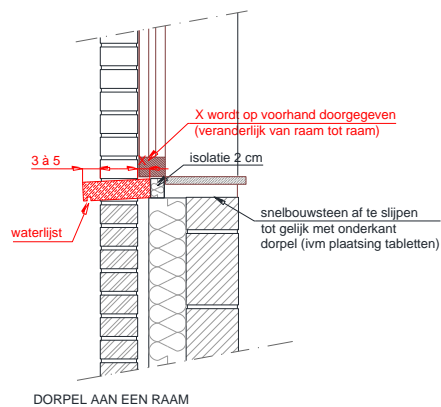 X wordt op voorhand doorgegeven
(veranderlijk van raam tot raam)
3 à 5
X
isolatie 2 cm
snelbouwsteen af te slijpen
tot gelijk met onderkant
dorpel (ivm plaatsing tabletten)
waterlijst
DORPEL AAN EEN RAAM